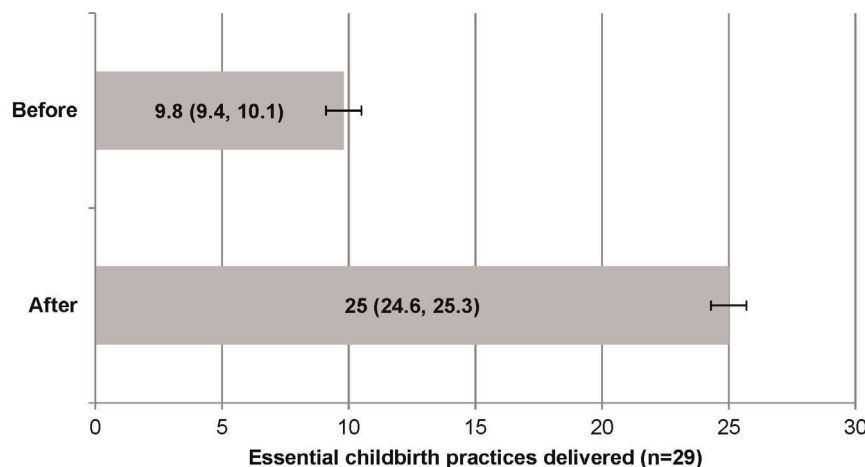 Before
9.8 (9.4, 10.1)
After
25 (24.6, 25.3)
0 5 10 15 20 25 30
Essential childbirth practices delivered (n=29)